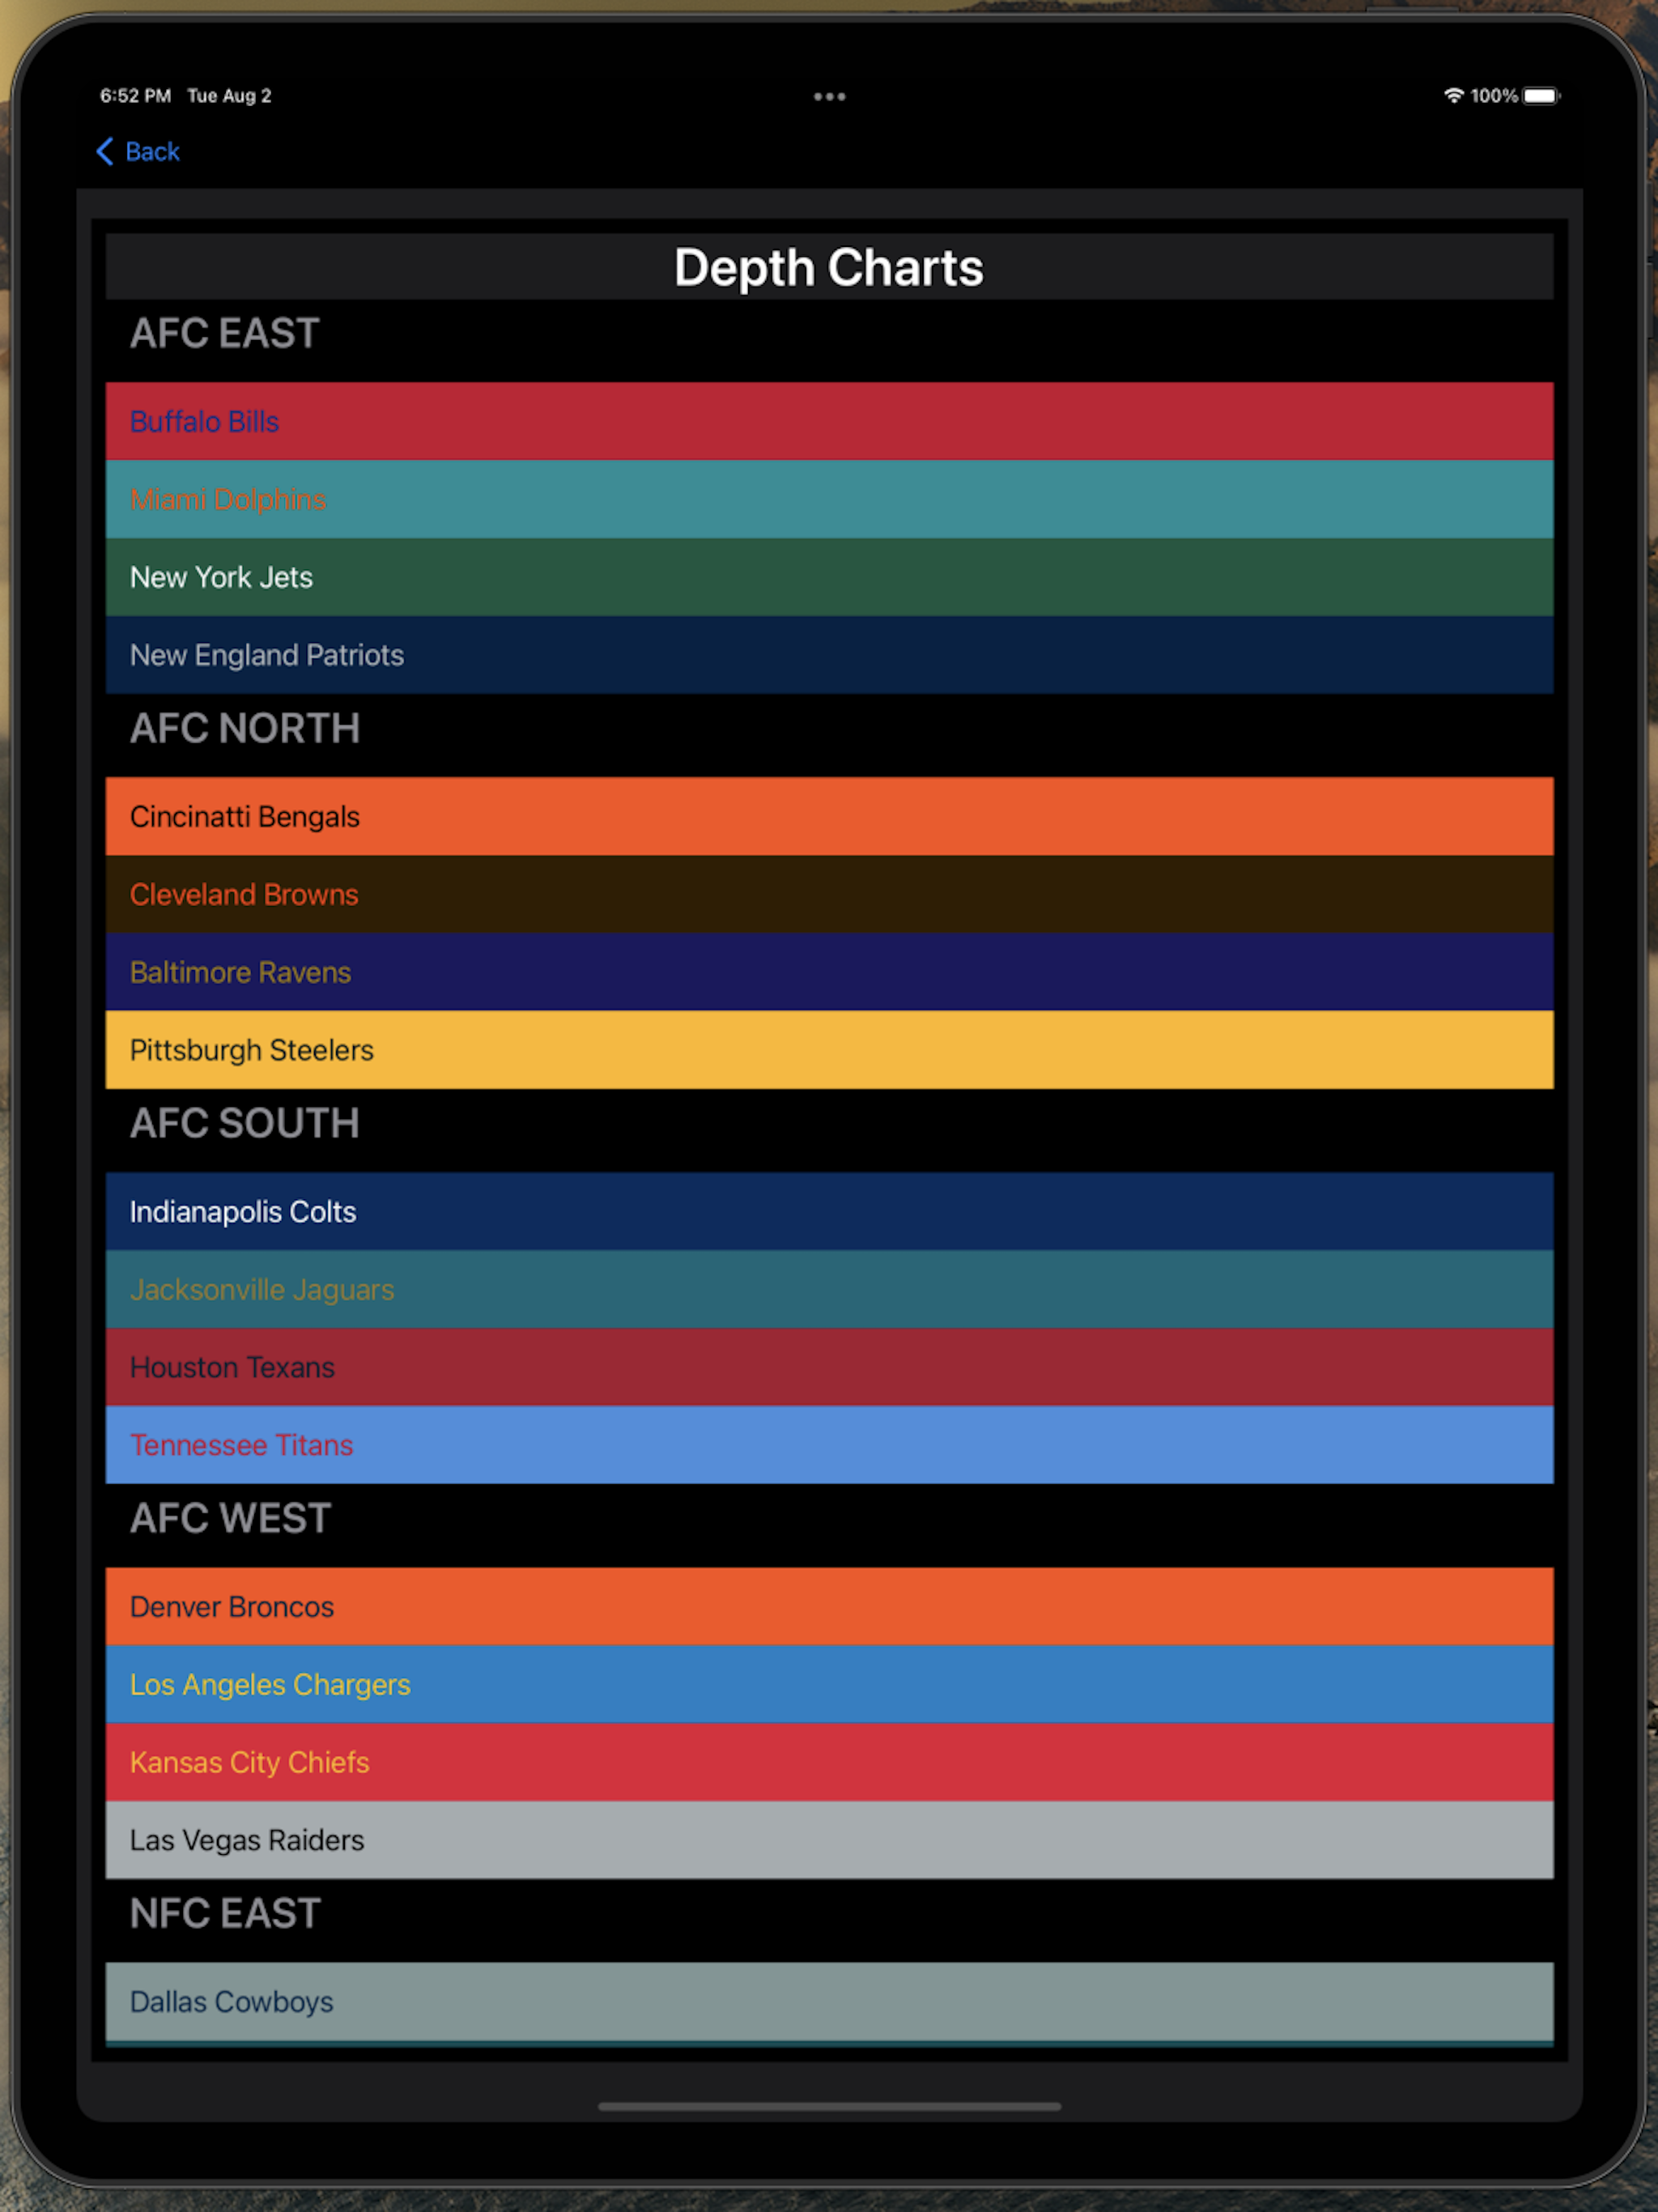 6:52 PM Tue Aug 2
100%
Back
Depth Charts
AFC EAST
Buffalo Bills
Miami Dolphins
New York Jets
New England Patriots
AFC NORTH
Cincinatti Bengals
Cleveland Browns
Baltimore Ravens
Pittsburgh Steelers
AFC SOUTH
Indianapolis Colts
Jacksonville Jaguars
Houston Texans
Tennessee Titans
AFC WEST
Denver Broncos
Los Angeles Chargers
Kansas City Chiefs
Las Vegas Raiders
NFC EAST
Dallas Cowboys